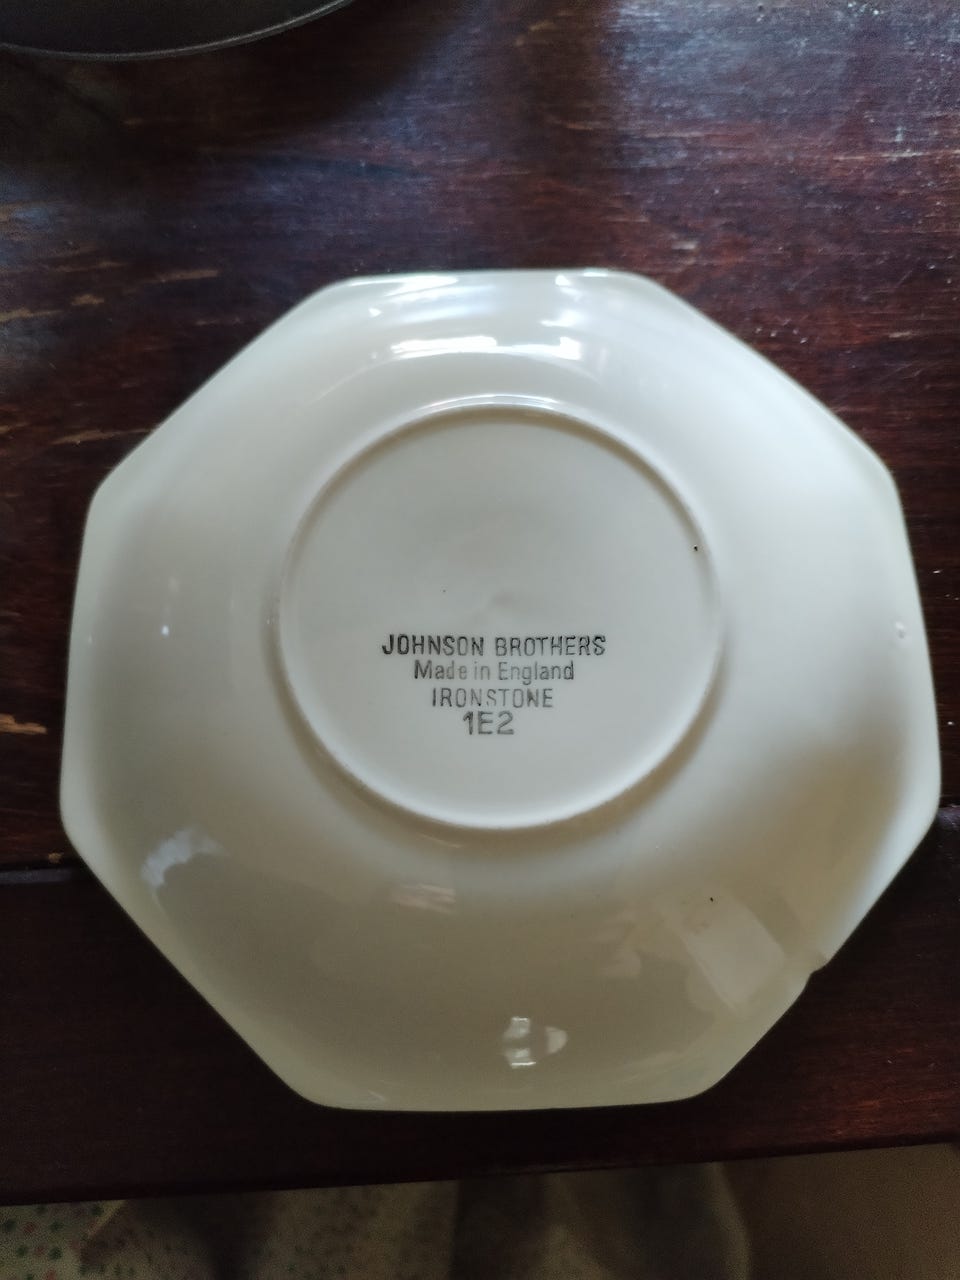 JOHNSON BROTHERS
Made in England
IRONSTONE
1E2